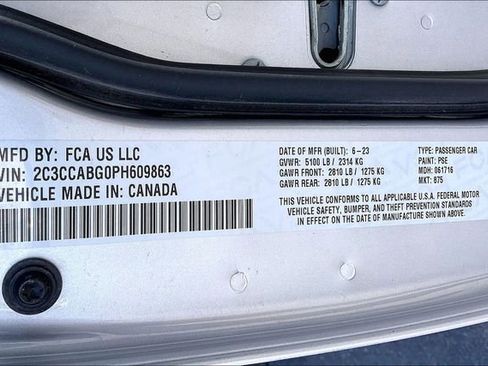 MFD BY: FCA US LLC
VIN: 2C3CCABG0PH609863
VEHICLE MADE IN: CANADA
DATE OF MFR (BUILT): 6-23
GVWR: 5100 LB / 2314 KG
GAWR FRONT: 2810 LB / 1275 KG
GAWR REAR: 2810 LB / 1275 KG
TYPE: PASSENGER CAR
PAINT: PSE
MDH: 061716
MKT: 875
THIS VEHICLE CONFORMS TO ALL APPLICABLE U.S.A. FEDERAL MOTOR
VEHICLE SAFETY, BUMPER, AND THEFT PREVENTION STANDARDS
IN EFFECT ON THE DATE OF MANUFACTURE SHOWN ABOVE.